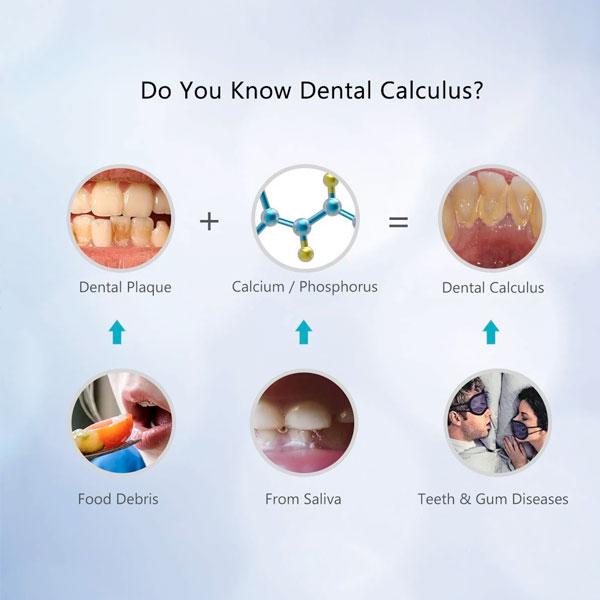 Do You Know Dental Calculus?
+ =
Dental Plaque
Calcium / Phosphorus
Dental Calculus
Food Debris
From Saliva
Teeth & Gum Diseases